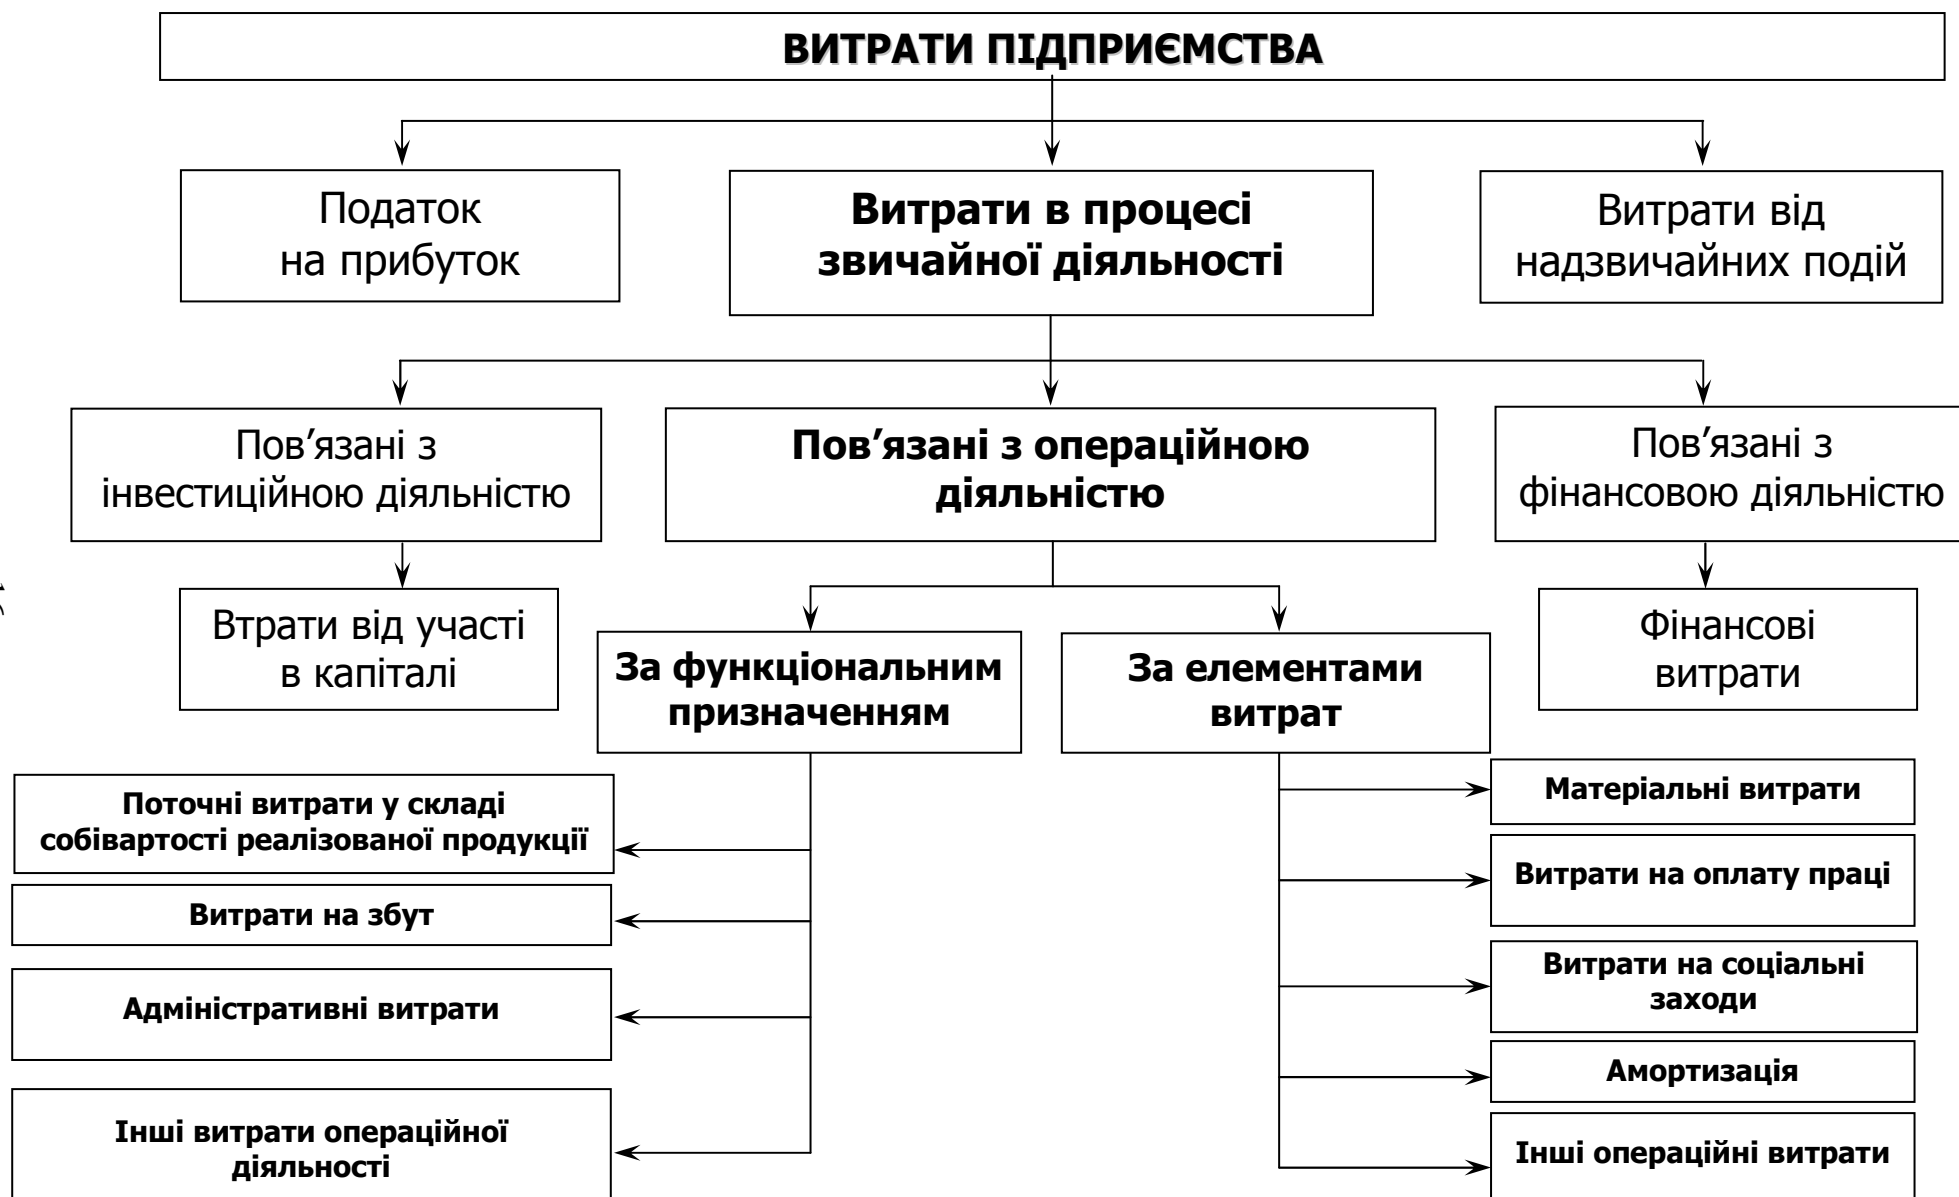 ВИТРАТИ ПІДПРИЄМСТВА
Податок
на прибуток
Витрати в процесі
звичайної діяльності
Витрати від
надзвичайних подій
Пов’язані з
інвестиційною діяльністю
Пов’язані з операційною
діяльністю
Пов’язані з
фінансовою діяльністю
Втрати від участі
в капіталі
За функціональним
призначенням
За елементами
витрат
Фінансові
витрати
Поточні витрати у складі
собівартості реалізованої продукції
Витрати на збут
Адміністративні витрати
Інші витрати операційної
діяльності
Матеріальні витрати
Витрати на оплату праці
Витрати на соціальні
заходи
Амортизація
Інші операційні витрати